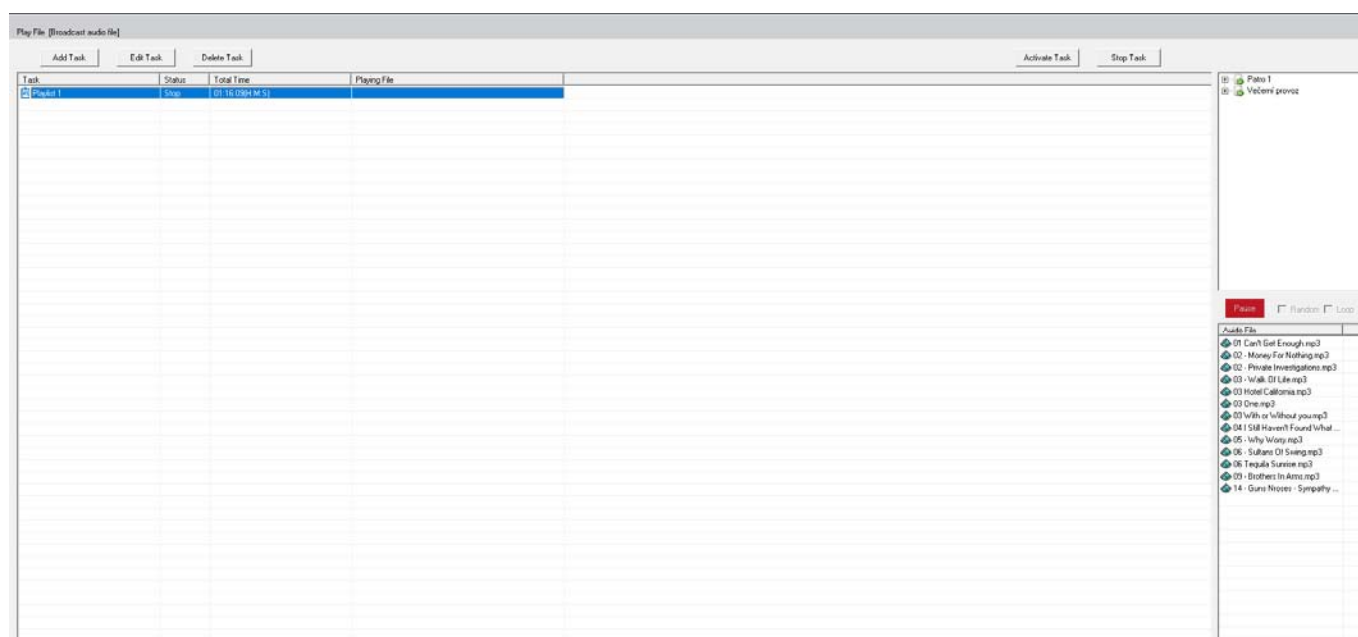 Play File [Broadcast audio file]
Add Task Edit Task Delete Task Activate Task Stop Task
Task Status Total Time Playing File
Playlist 1 Stop 01:16:09(H:M:S)
Patro 1
Večerní provoz
Pause Random Loop
Auido File
01 Can't Get Enough.mp3
02 - Money For Nothing.mp3
02 - Private Investigations.mp3
03 - Walk Of Life.mp3
03 Hotel California.mp3
03 One.mp3
03 With or Without you.mp3
04 I Still Haven't Found What ...
05 - Why Worry.mp3
06 - Sultans Of Swing.mp3
06 Tequila Sunrise.mp3
09 - Brothers In Arms.mp3
14 - Guns Nroses - Sympathy ...